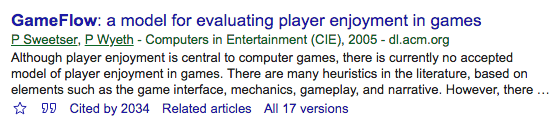 GameFlow: a model for evaluating player enjoyment in games
P Sweetser, P Wyeth - Computers in Entertainment (CIE), 2005 - dl.acm.org
Although player enjoyment is central to computer games, there is currently no accepted
model of player enjoyment in games. There are many heuristics in the literature, based on
elements such as the game interface, mechanics, gameplay, and narrative. However, there …
Cited by 2034 Related articles All 17 versions